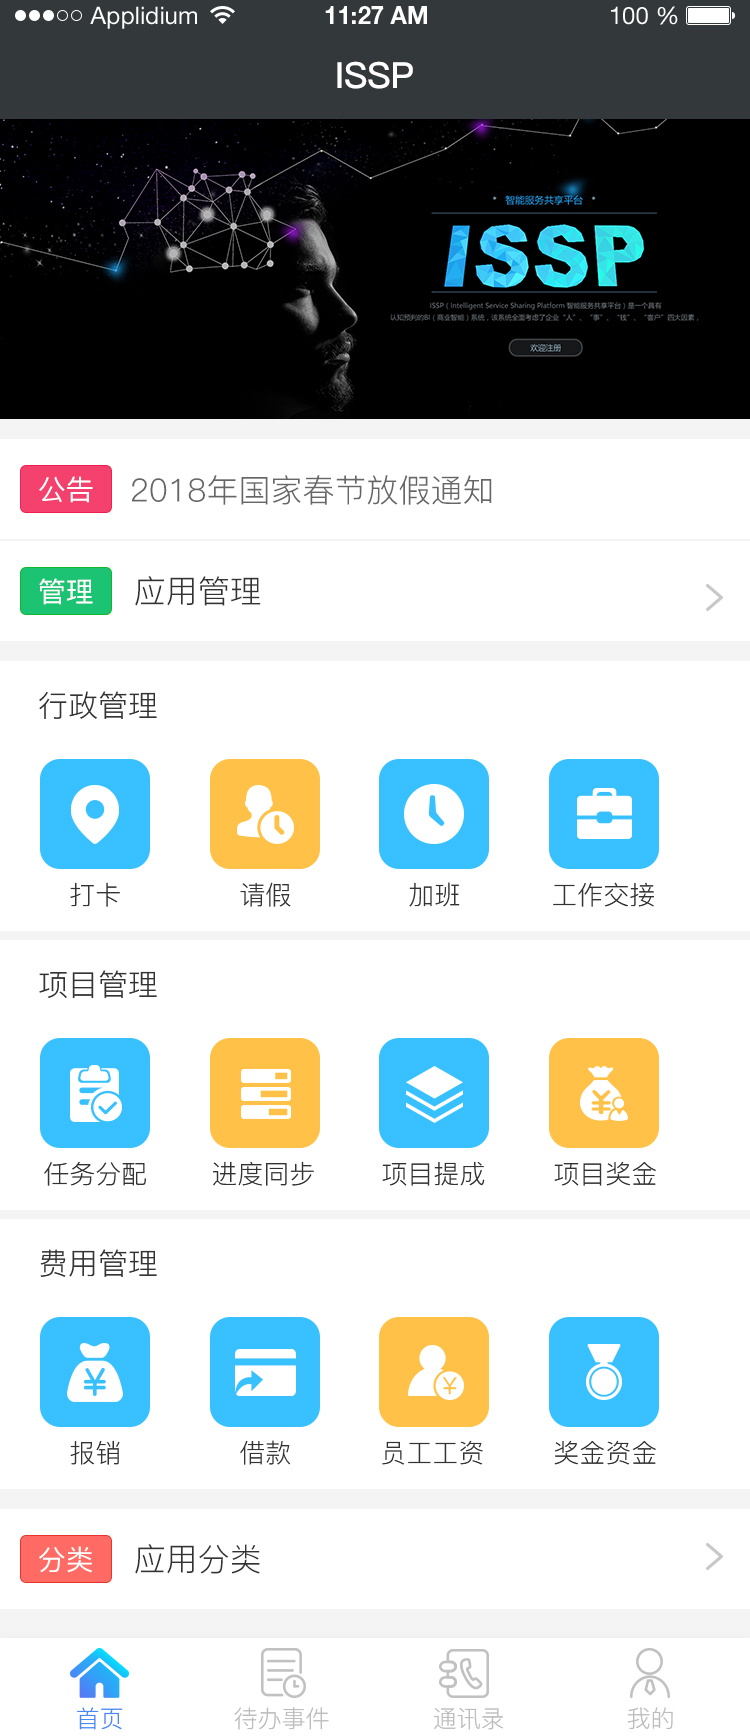 Applidium 11:27 AM 100 %
ISSP
智能服务共享平台
ISSP
ISSP ( Intelligent Service Sharing Platform 智能服务共享平台 ) 是一个具有
认知预判的BI ( 商业智能 ) 系统，该系统全面考虑了企业 “人” 、 “事” 、 “钱” 、 “客户” 四大因素，
欢迎注册
公告 2018年国家春节放假通知
管理 应用管理
行政管理
打卡 请假 加班 工作交接
项目管理
任务分配 进度同步 项目提成 项目奖金
费用管理
报销 借款 员工工资 奖金资金
分类 应用分类
首页 待办事件 通讯录 我的